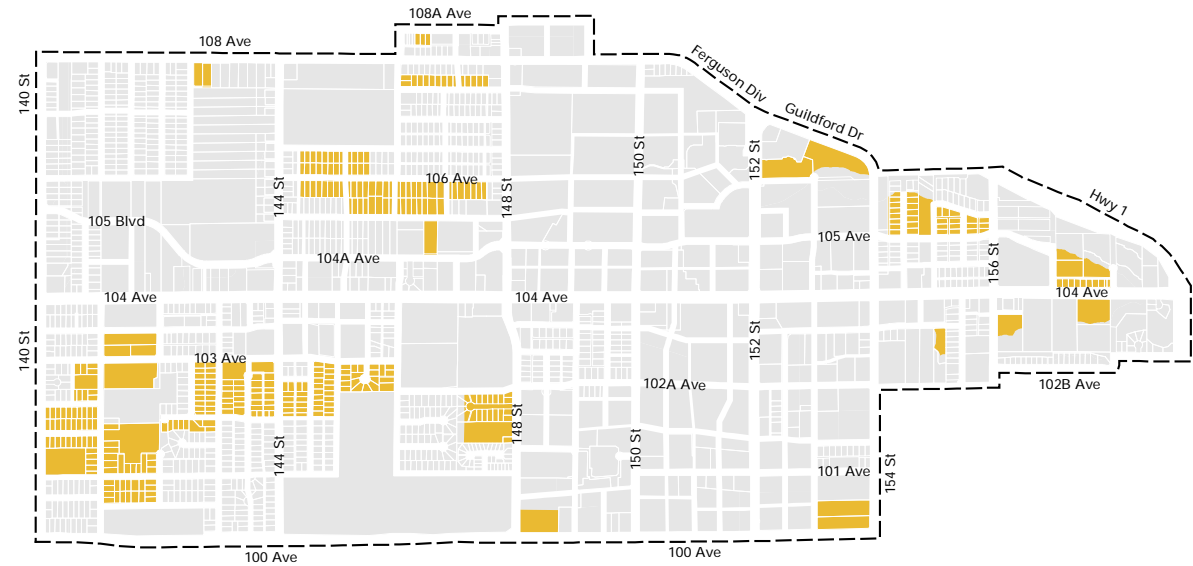 108A Ave
108 Ave
Ferguson Div
140 St
Guildford Dr
150 St
152 St
106 Ave
144 St
148 St
Hwy 1
105 Blvd
105 Ave
104A Ave
156 St
104 Ave
104 Ave
104 Ave
140 St
152 St
103 Ave
102A Ave
102B Ave
148 St
144 St
150 St
101 Ave
154 St
100 Ave
100 Ave